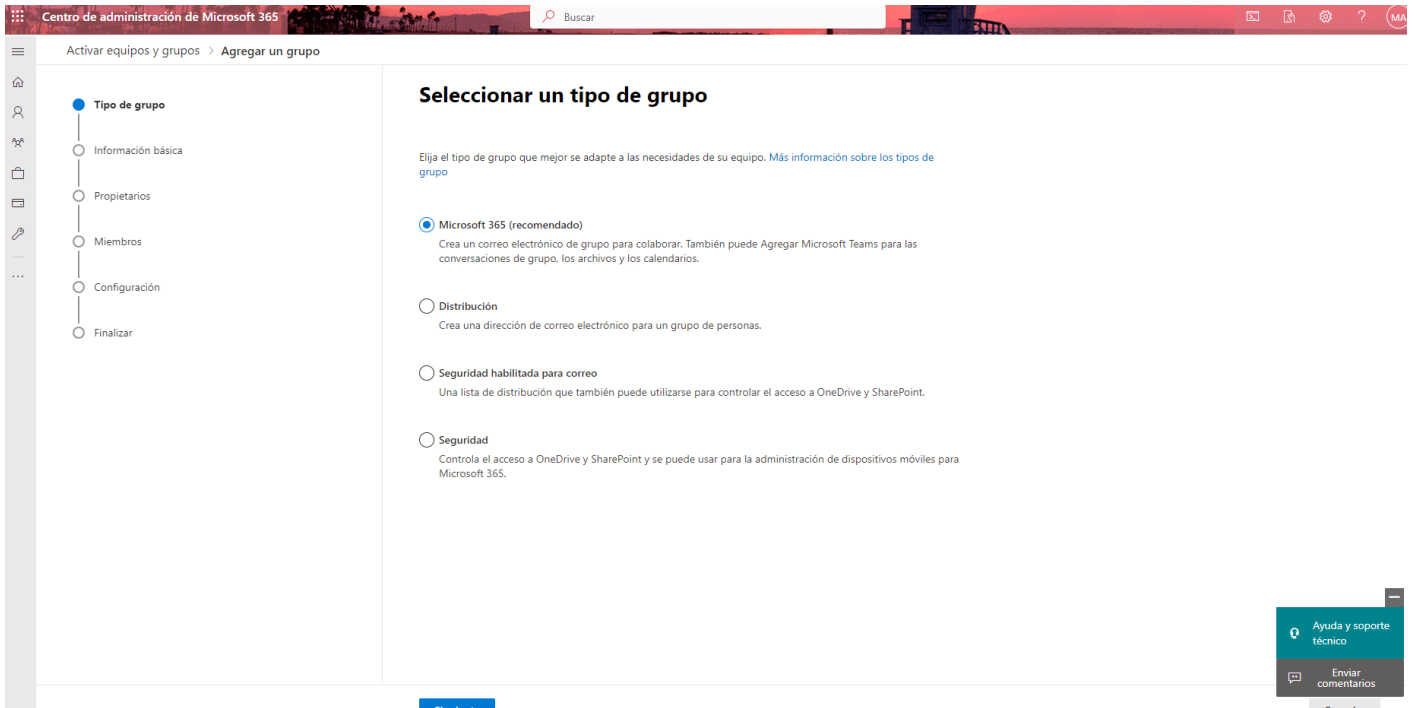 Centro de administración de Microsoft 365
Buscar
MA
Activar equipos y grupos > Agregar un grupo
Tipo de grupo
Información básica
Propietarios
Miembros
Configuración
Finalizar
Seleccionar un tipo de grupo
Elija el tipo de grupo que mejor se adapte a las necesidades de su equipo. Más información sobre los tipos de
grupo
Microsoft 365 (recomendado)
Crea un correo electrónico de grupo para colaborar. También puede Agregar Microsoft Teams para las
conversaciones de grupo, los archivos y los calendarios.
Distribución
Crea una dirección de correo electrónico para un grupo de personas.
Seguridad habilitada para correo
Una lista de distribución que también puede utilizarse para controlar el acceso a OneDrive y SharePoint.
Seguridad
Controla el acceso a OneDrive y SharePoint y se puede usar para la administración de dispositivos móviles para
Microsoft 365.
Ayuda y soporte
técnico
Enviar
comentarios